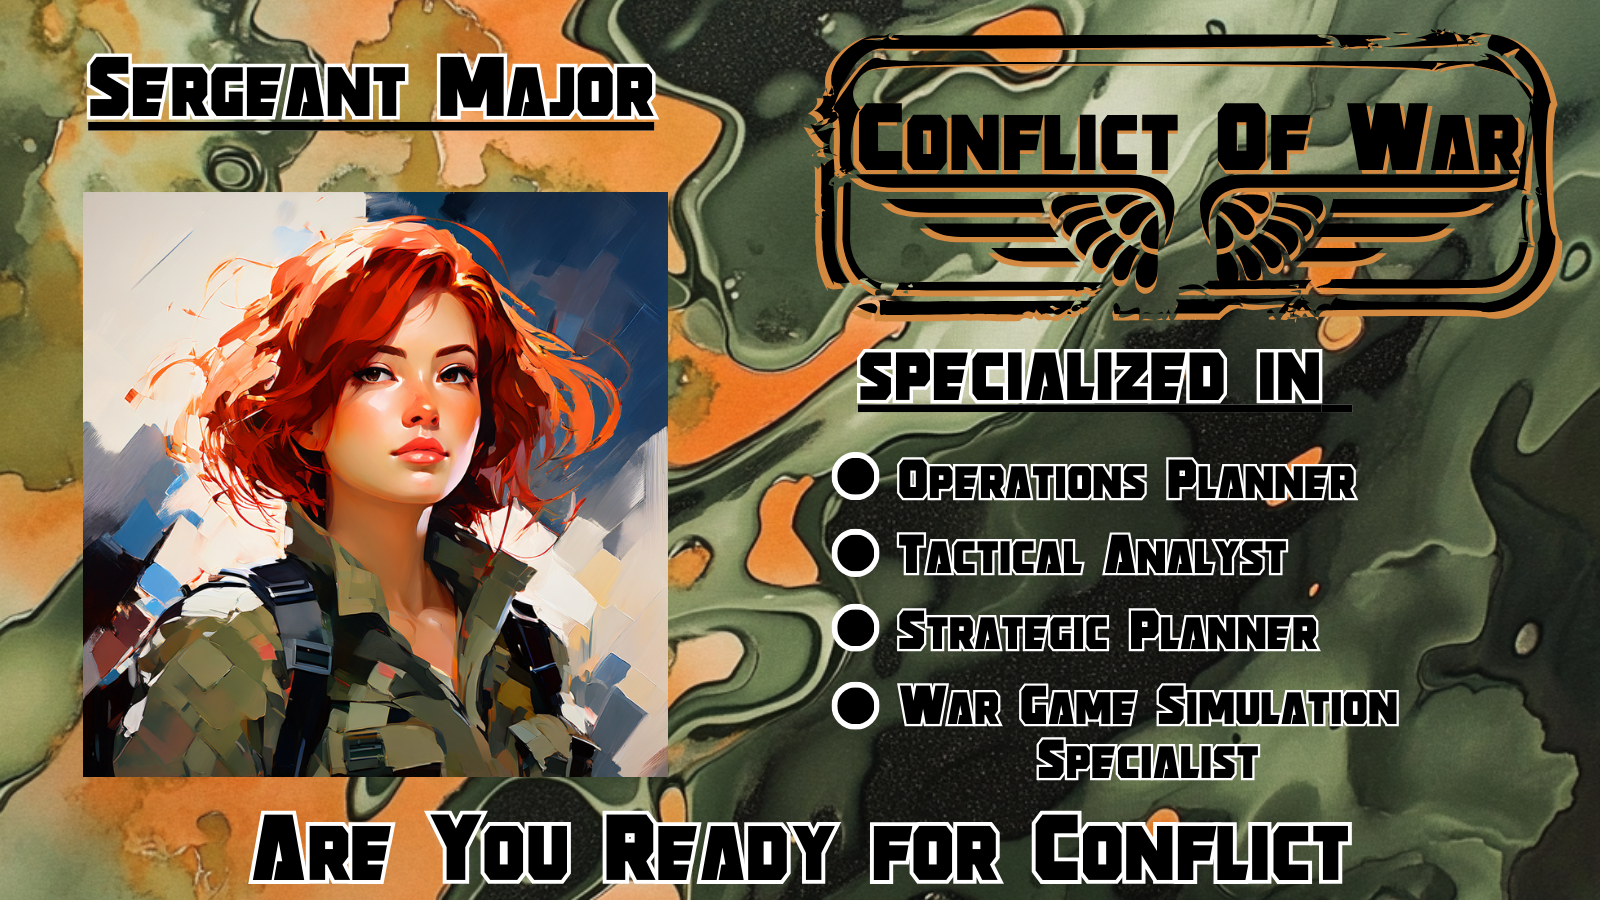 Sergeant Major
Conflict Of War
Specialized in
Operations Planner
Tactical Analyst
Strategic Planner
War Game Simulation
Specialist
Are You Ready for Conflict